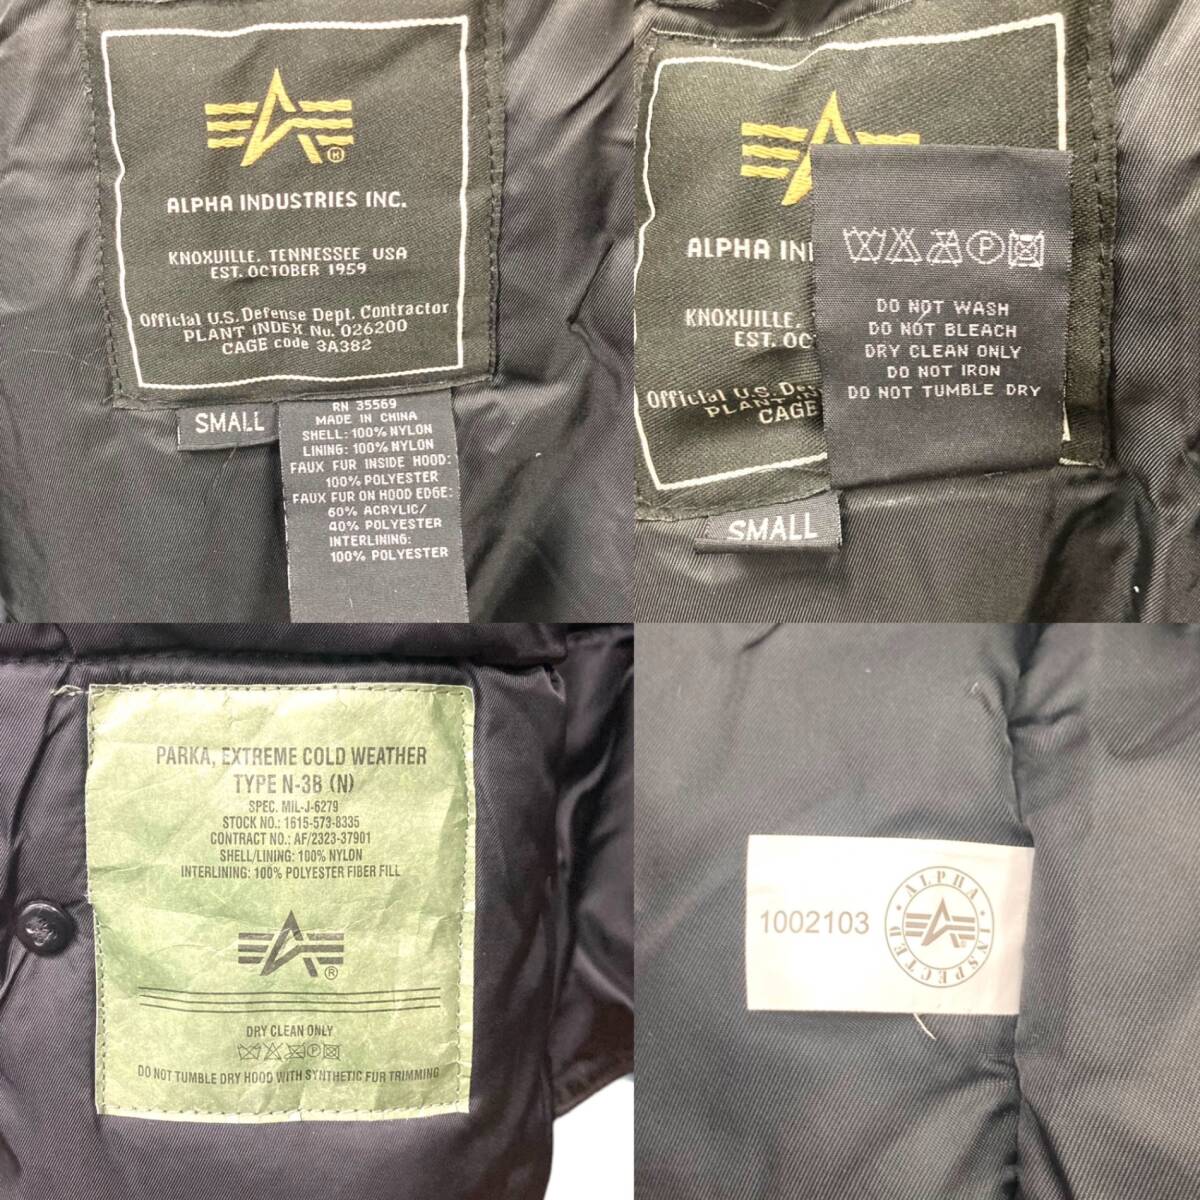 ALPHA INDUSTRIES INC.
KNOXVILLE, TENNESSEE USA
EST. OCTOBER 1959
Official U.S. Defense Dept. Contractor
PLANT INDEX No. 026200
CAGE code 3A382
SMALL
RN 35569
MADE IN CHINA
SHELL: 100% NYLON
LINING: 100% NYLON
FAUX FUR INSIDE HOOD:
100% POLYESTER
FAUX FUR ON HOOD EDGE:
60% ACRYLIC/
40% POLYESTER
INTERLINING:
100% POLYESTER
ALPHA IN
KNOXVILLE,
EST. OC
Official U.S. Def
PLANT IN
CAGE
P
DO NOT WASH
DO NOT BLEACH
DRY CLEAN ONLY
DO NOT IRON
DO NOT TUMBLE DRY
SMALL
PARKA, EXTREME COLD WEATHER
TYPE N-3B (N)
SPEC. MIL-J-6279
STOCK NO.: 1615-573-8335
CONTRACT NO.: AF/2323-37901
SHELL/LINING: 100% NYLON
INTERLINING: 100% POLYESTER FIBER FILL
DRY CLEAN ONLY
P
DO NOT TUMBLE DRY HOOD WITH SYNTHETIC FUR TRIMMING
1002103
ALPHA INSPECTED